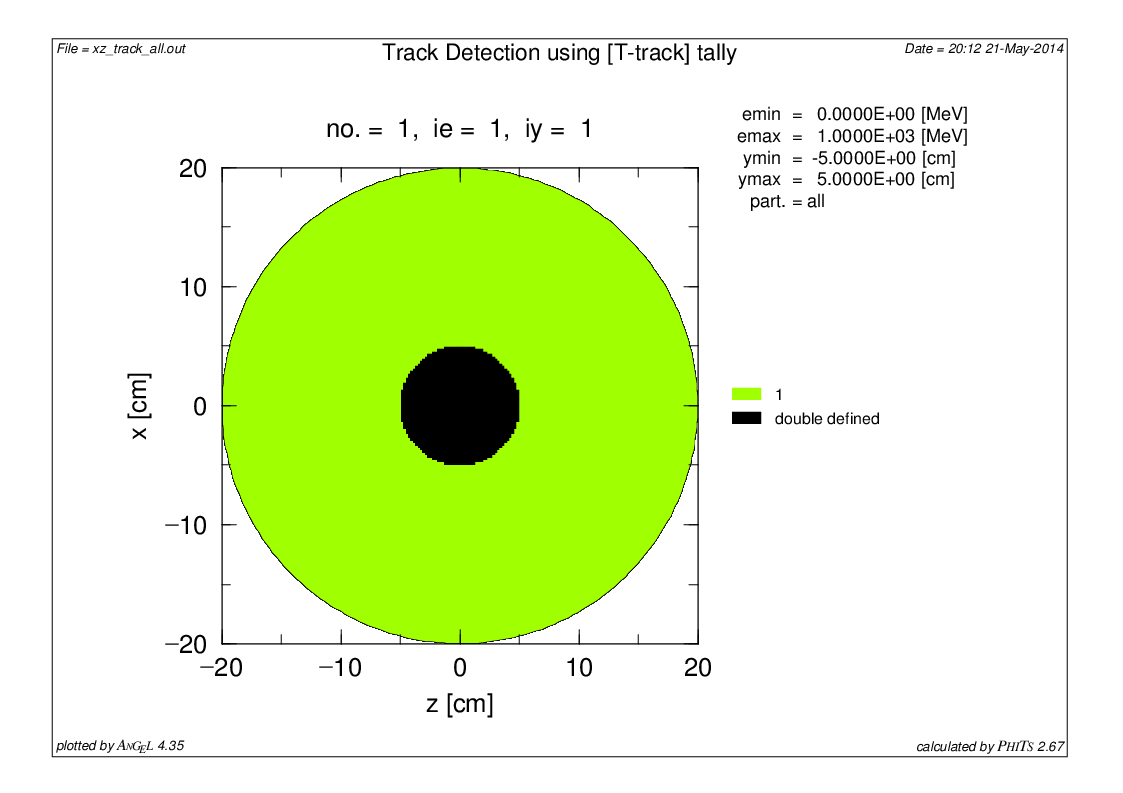 File = xz_track_all.out
Track Detection using [T-track] tally
Date = 20:12 21-May-2014
no. = 1, ie = 1, iy = 1
emin = 0.0000E+00 [MeV]
emax = 1.0000E+03 [MeV]
ymin = -5.0000E+00 [cm]
ymax = 5.0000E+00 [cm]
part. = all
20
10
0
−10
−20
x [cm]
−20
−10
0
10
20
z [cm]
1
double defined
plotted by ANGEL 4.35
calculated by PHITS 2.67